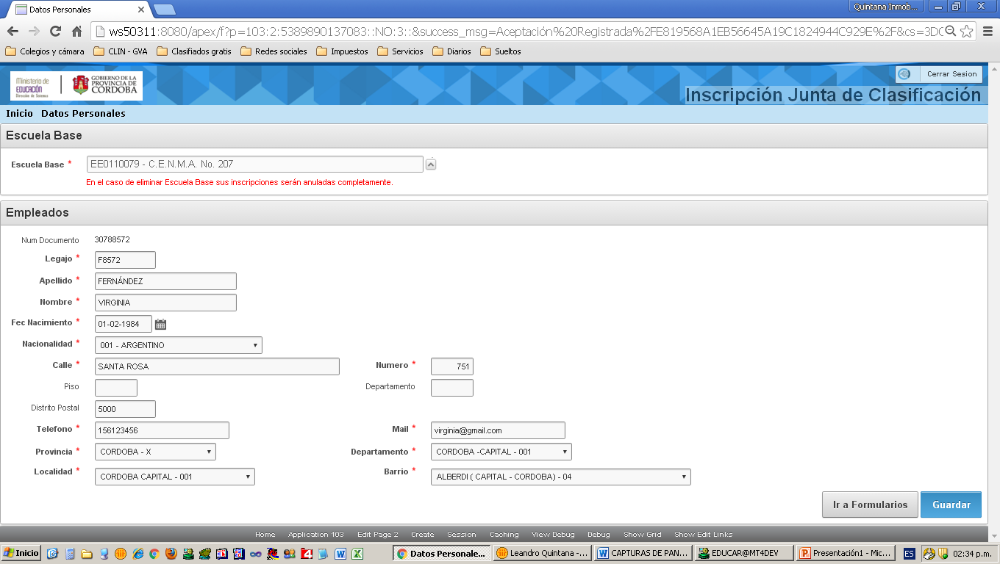 Datos Personales
Quintana Inmob...
ws50311:8080/apex/f?p=103:2:5389890137083::NO:3::&success_msg=Aceptación%20Registrada%2FE819568A1EB56645A19C1824944C929E%2F&cs=3DC
Colegios y cámara CLIN - GVA Clasifiados gratis Redes sociales Impuestos Servicios Diarios Sueltos
Ministerio de EDUCACIÓN Dirección de Sistemas
GOBIERNO DE LA PROVINCIA DE CORDOBA
Cerrar Sesion
Inscripción Junta de Clasificación
Inicio Datos Personales
Escuela Base
Escuela Base * EE0110079 - C.E.N.M.A. No. 207
En el caso de eliminar Escuela Base sus inscripciones serán anuladas completamente.
Empleados
Num Documento 30788572
Legajo * F8572
Apellido * FERNÁNDEZ
Nombre * VIRGINIA
Fec Nacimiento * 01-02-1984
Nacionalidad * 001 - ARGENTINO
Calle * SANTA ROSA Numero * 751
Piso Departamento
Distrito Postal 5000
Telefono * 156123456 Mail * virginia@gmail.com
Provincia * CORDOBA - X Departamento * CORDOBA -CAPITAL - 001
Localidad * CORDOBA CAPITAL - 001 Barrio * ALBERDI ( CAPITAL - CORDOBA) - 04
Ir a Formularios Guardar
Home Application 103 Edit Page 2 Create Session Caching View Debug Debug Show Grid Show Edit Links
Inicio Datos Personale... Leandro Quintana - ... CAPTURAS DE PAN... EDUCAR@MT4DEV Presentación1 - Mic... ES 02:34 p.m.